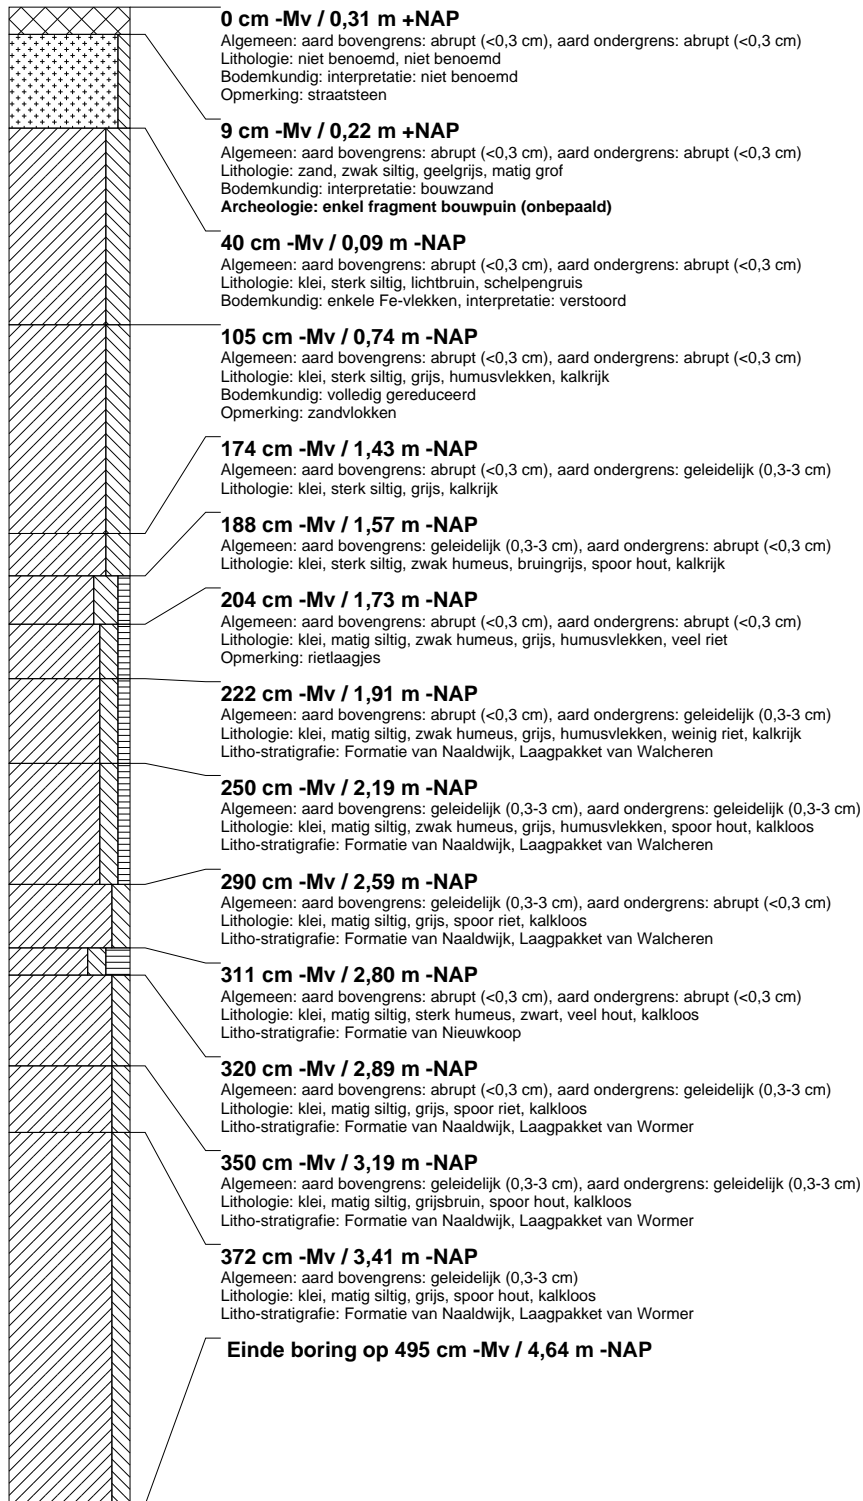 0 cm -Mv / 0,31 m +NAP
Algemeen: aard bovengrens: abrupt (<0,3 cm), aard ondergrens: abrupt (<0,3 cm)
Lithologie: niet benoemd, niet benoemd
Bodemkundig: interpretatie: niet benoemd
Opmerking: straatsteen
9 cm -Mv / 0,22 m +NAP
Algemeen: aard bovengrens: abrupt (<0,3 cm), aard ondergrens: abrupt (<0,3 cm)
Lithologie: zand, zwak siltig, geelgrijs, matig grof
Bodemkundig: interpretatie: bouwzand
Archeologie: enkel fragment bouwpuin (onbepaald)
40 cm -Mv / 0,09 m -NAP
Algemeen: aard bovengrens: abrupt (<0,3 cm), aard ondergrens: abrupt (<0,3 cm)
Lithologie: klei, sterk siltig, lichtbruin, schelpengruis
Bodemkundig: enkele Fe-vlekken, interpretatie: verstoord
105 cm -Mv / 0,74 m -NAP
Algemeen: aard bovengrens: abrupt (<0,3 cm), aard ondergrens: abrupt (<0,3 cm)
Lithologie: klei, sterk siltig, grijs, humusvlekken, kalkrijk
Bodemkundig: volledig gereduceerd
Opmerking: zandvlokken
174 cm -Mv / 1,43 m -NAP
Algemeen: aard bovengrens: abrupt (<0,3 cm), aard ondergrens: geleidelijk (0,3-3 cm)
Lithologie: klei, sterk siltig, grijs, kalkrijk
188 cm -Mv / 1,57 m -NAP
Algemeen: aard bovengrens: geleidelijk (0,3-3 cm), aard ondergrens: abrupt (<0,3 cm)
Lithologie: klei, sterk siltig, zwak humeus, bruingrijs, spoor hout, kalkrijk
204 cm -Mv / 1,73 m -NAP
Algemeen: aard bovengrens: abrupt (<0,3 cm), aard ondergrens: abrupt (<0,3 cm)
Lithologie: klei, matig siltig, zwak humeus, grijs, humusvlekken, veel riet
Opmerking: rietlaagjes
222 cm -Mv / 1,91 m -NAP
Algemeen: aard bovengrens: abrupt (<0,3 cm), aard ondergrens: geleidelijk (0,3-3 cm)
Lithologie: klei, matig siltig, zwak humeus, grijs, humusvlekken, weinig riet, kalkrijk
Litho-stratigrafie: Formatie van Naaldwijk, Laagpakket van Walcheren
250 cm -Mv / 2,19 m -NAP
Algemeen: aard bovengrens: geleidelijk (0,3-3 cm), aard ondergrens: geleidelijk (0,3-3 cm)
Lithologie: klei, matig siltig, zwak humeus, grijs, humusvlekken, spoor hout, kalkloos
Litho-stratigrafie: Formatie van Naaldwijk, Laagpakket van Walcheren
290 cm -Mv / 2,59 m -NAP
Algemeen: aard bovengrens: geleidelijk (0,3-3 cm), aard ondergrens: abrupt (<0,3 cm)
Lithologie: klei, matig siltig, grijs, spoor riet, kalkloos
Litho-stratigrafie: Formatie van Naaldwijk, Laagpakket van Walcheren
311 cm -Mv / 2,80 m -NAP
Algemeen: aard bovengrens: abrupt (<0,3 cm), aard ondergrens: abrupt (<0,3 cm)
Lithologie: klei, matig siltig, sterk humeus, zwart, veel hout, kalkloos
Litho-stratigrafie: Formatie van Nieuwkoop
320 cm -Mv / 2,89 m -NAP
Algemeen: aard bovengrens: abrupt (<0,3 cm), aard ondergrens: geleidelijk (0,3-3 cm)
Lithologie: klei, matig siltig, grijs, spoor riet, kalkloos
Litho-stratigrafie: Formatie van Naaldwijk, Laagpakket van Wormer
350 cm -Mv / 3,19 m -NAP
Algemeen: aard bovengrens: geleidelijk (0,3-3 cm), aard ondergrens: geleidelijk (0,3-3 cm)
Lithologie: klei, matig siltig, grijsbruin, spoor hout, kalkloos
Litho-stratigrafie: Formatie van Naaldwijk, Laagpakket van Wormer
372 cm -Mv / 3,41 m -NAP
Algemeen: aard bovengrens: geleidelijk (0,3-3 cm)
Lithologie: klei, matig siltig, grijs, spoor hout, kalkloos
Litho-stratigrafie: Formatie van Naaldwijk, Laagpakket van Wormer
Einde boring op 495 cm -Mv / 4,64 m -NAP